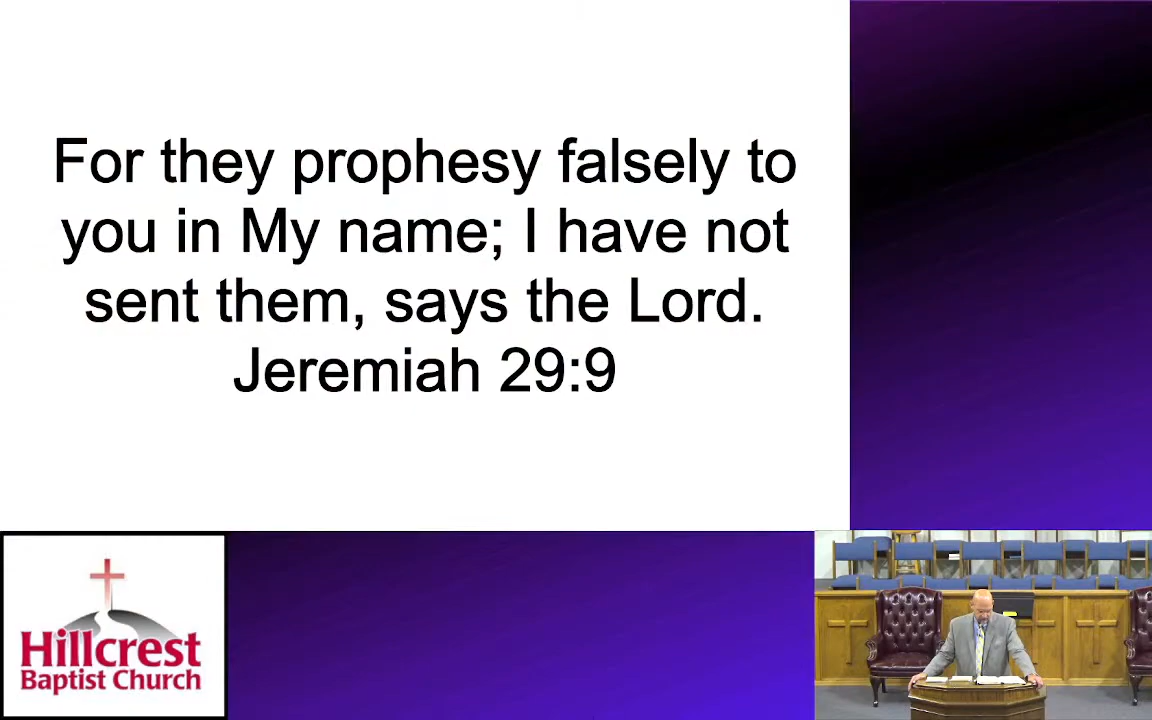 For they prophesy falsely to
you in My name; I have not
sent them, says the Lord.
Jeremiah 29:9
Hillcrest
Baptist Church